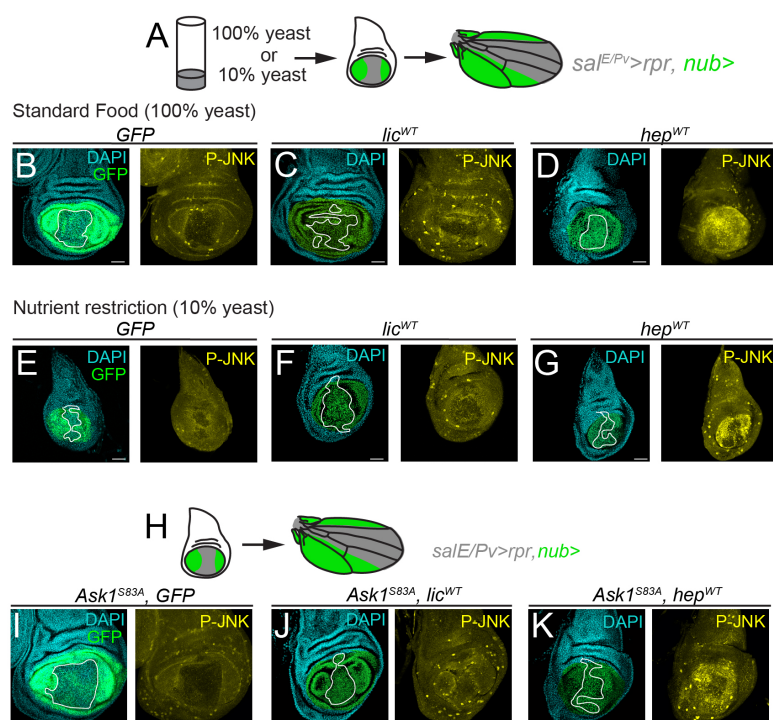 A
100% yeast
or
10% yeast
sal^E/Pv>rpr, nub>
Standard Food (100% yeast)
GFP lic^WT hep^WT
B DAPI GFP P-JNK C DAPI P-JNK D DAPI P-JNK
Nutrient restriction (10% yeast)
GFP lic^WT hep^WT
E DAPI GFP P-JNK F DAPI P-JNK G DAPI P-JNK
H
salE/Pv>rpr,nub>
Ask1^S83A, GFP Ask1^S83A, lic^WT Ask1^S83A, hep^WT
I DAPI GFP P-JNK J DAPI P-JNK K DAPI P-JNK